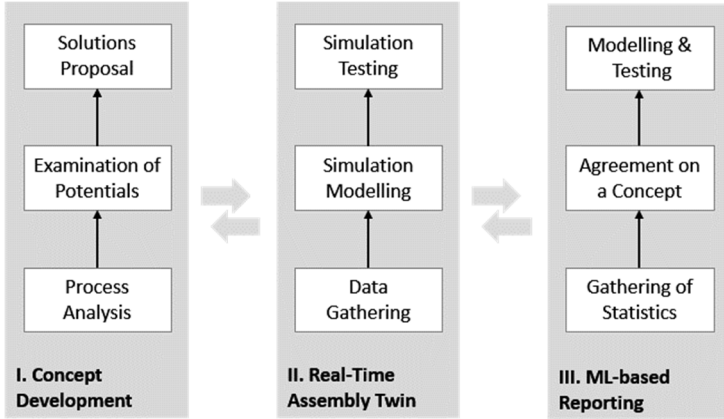 Solutions
Proposal
Examination of
Potentials
Process
Analysis
I. Concept
Development
Simulation
Testing
Simulation
Modelling
Data
Gathering
II. Real-Time
Assembly Twin
Modelling &
Testing
Agreement on
a Concept
Gathering of
Statistics
III. ML-based
Reporting